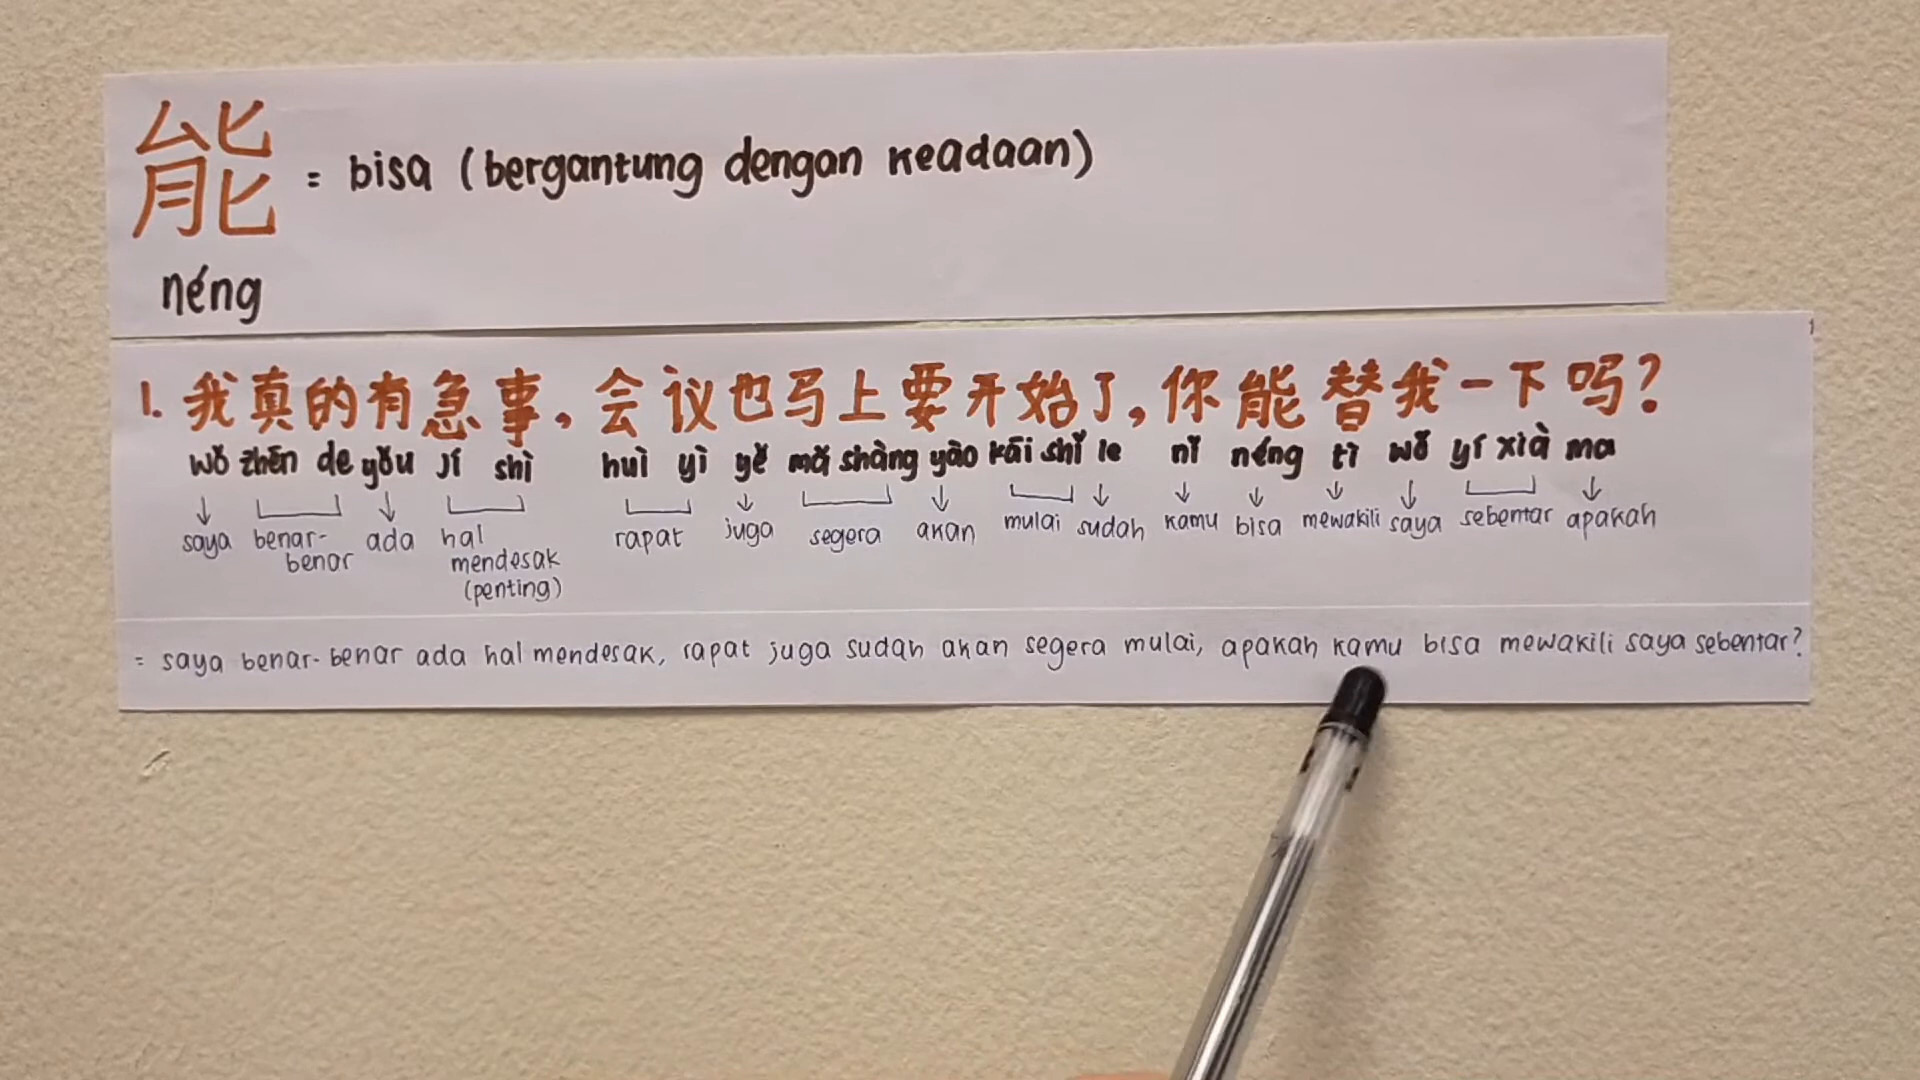 能 = bisa (bergantung dengan keadaan)
néng
1. 我真的有急事, 会议也马上要开始了, 你能替我一下吗?
wǒ zhēn de yǒu jí shì huì yì yě mǎ shàng yào kāi shǐ le nǐ néng tì wǒ yí xià ma
saya benar-benar ada hal mendesak (penting) rapat juga segera akan mulai sudah kamu bisa mewakili saya sebentar apakah
= saya benar-benar ada hal mendesak, rapat juga sudah akan segera mulai, apakah kamu bisa mewakili saya sebentar?